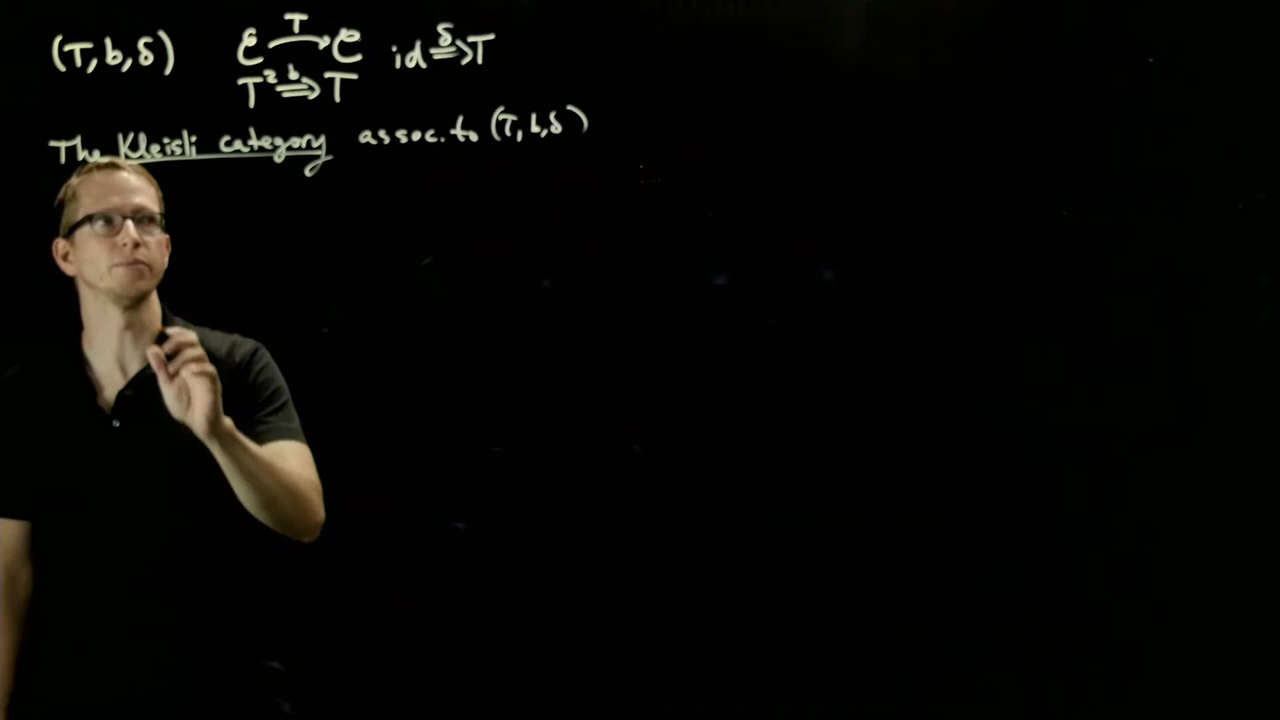 (T, b, δ) C T→ C id δ⇒ T
T² b⇒ T
The Kleisli category assoc. to (T, b, δ)